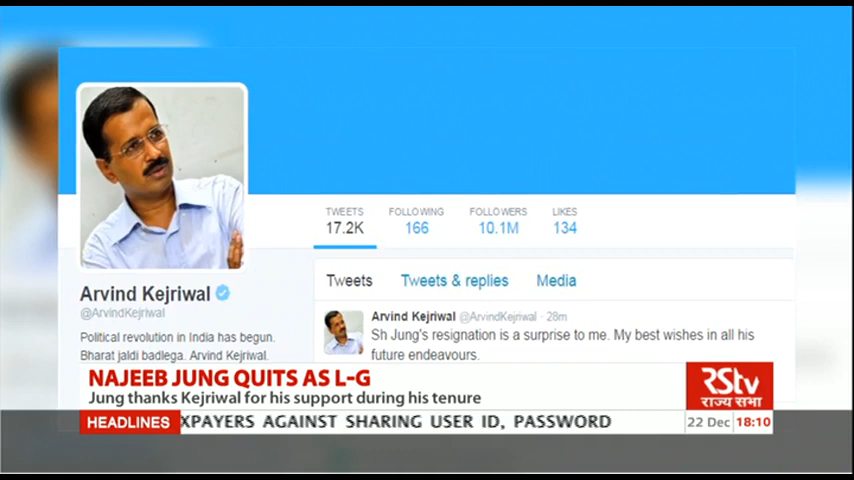 TWEETS FOLLOWING FOLLOWERS LIKES
17.2K 166 10.1M 134
Tweets Tweets & replies Media
Arvind Kejriwal
@ArvindKejriwal
Political revolution in India has begun.
Bharat jaldi badlega. Arvind Kejriwal.
Arvind Kejriwal @ArvindKejriwal · 28m
Sh Jung's resignation is a surprise to me. My best wishes in all his
future endeavours.
NAJEEB JUNG QUITS AS L-G
Jung thanks Kejriwal for his support during his tenure
RSTV
राज्य सभा
HEADLINES XPAYERS AGAINST SHARING USER ID, PASSWORD 22 Dec 18:10